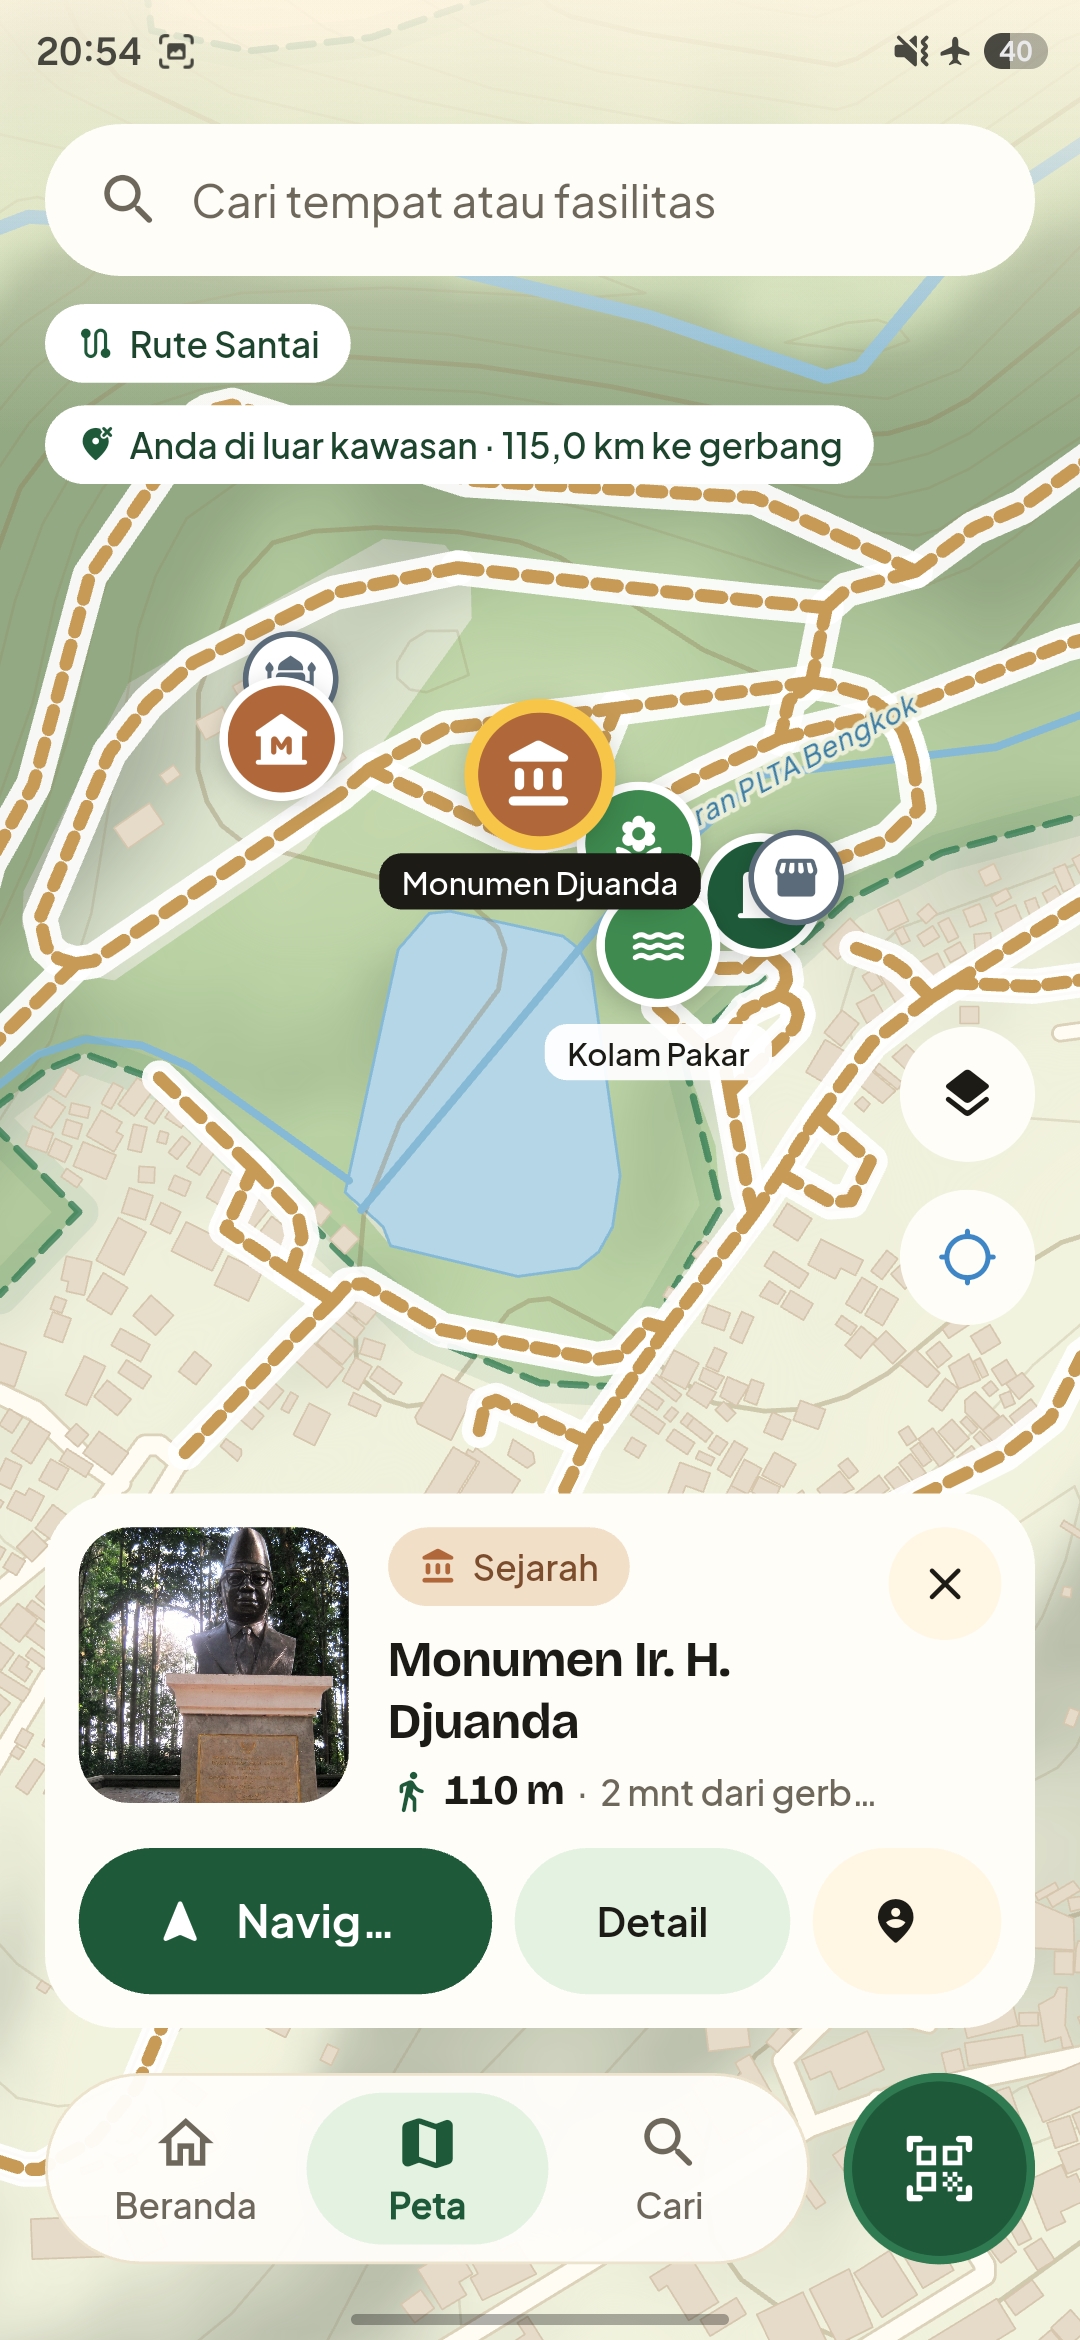 20:54
40
Cari tempat atau fasilitas
Rute Santai
Anda di luar kawasan · 115,0 km ke gerbang
ran PLTA Bengkok
M
Monumen Djuanda
Kolam Pakar
Sejarah
Monumen Ir. H.
Djuanda
110 m · 2 mnt dari gerb...
Navig...
Detail
Beranda
Peta
Cari